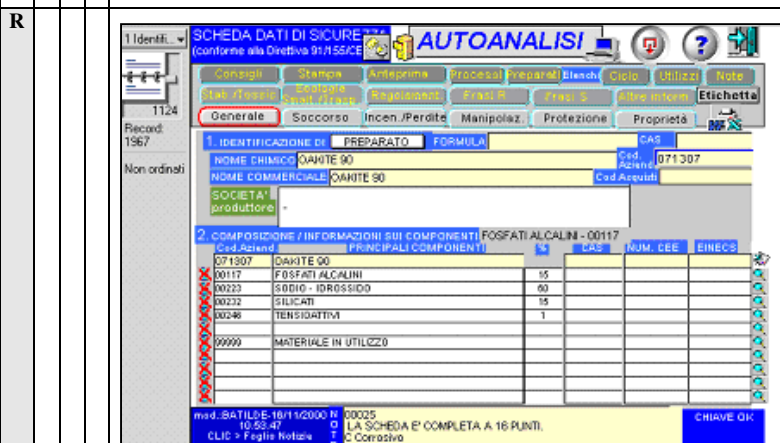 R
1 Identifi...
SCHEDA DATI DI SICUREZZA
(conforme alla Direttiva 91/155/CE
AUTOANALISI
?
Consigli Stampa Anteprima Processi Preparati Elenchi Ciclo Utilizzi Note
Stab./Tossic Ecologia Smalt./Trasp. Regolament. Frasi R Frasi S Altre inform Etichetta
Generale Soccorso Incen./Perdite Manipolaz. Protezione Proprietà
1124
Record:
1967
Non ordinati
1. IDENTIFICAZIONE DI PREPARATO FORMULA CAS
NOME CHIMICO OAKITE 90 Cod. Aziend. 071307
NOME COMMERCIALE OAKITE 90 Cod Acquisti
SOCIETA'
produttore -
2. COMPOSIZIONE / INFORMAZIONI SUI COMPONENTI FOSFATI ALCALINI - 00117
Cod.Aziend. PRINCIPALI COMPONENTI % CAS NUM. CEE EINECS
071307 OAKITE 90
00117 FOSFATI ALCALINI 15
00223 SODIO - IDROSSIDO 60
00232 SILICATI 15
00246 TENSIOATTIVI 1
99999 MATERIALE IN UTILIZZO
mod.:BATILDE-16/11/2000 N 00025
10.53.47 O LA SCHEDA E' COMPLETA A 16 PUNTI. CHIAVE OK
CLIC > Foglio Notizie T C Corrosivo